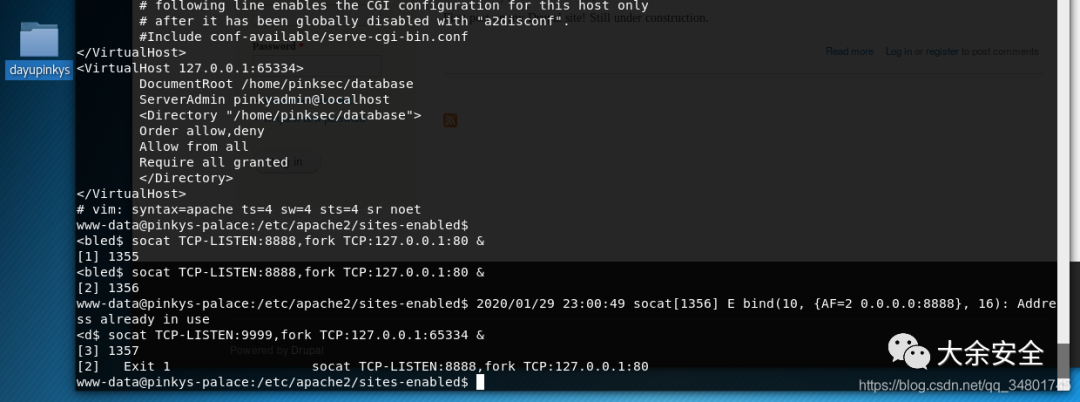 # following line enables the CGI configuration for this host only
# after it has been globally disabled with "a2disconf".
#Include conf-available/serve-cgi-bin.conf
</VirtualHost>
<VirtualHost 127.0.0.1:65334>
DocumentRoot /home/pinksec/database
ServerAdmin pinkyadmin@localhost
<Directory "/home/pinksec/database">
Order allow,deny
Allow from all
Require all granted
</Directory>
</VirtualHost>
# vim: syntax=apache ts=4 sw=4 sts=4 sr noet
www-data@pinkys-palace:/etc/apache2/sites-enabled$
<bled$ socat TCP-LISTEN:8888,fork TCP:127.0.0.1:80 &
[1] 1355
<bled$ socat TCP-LISTEN:8888,fork TCP:127.0.0.1:80 &
[2] 1356
www-data@pinkys-palace:/etc/apache2/sites-enabled$ 2020/01/29 23:00:49 socat[1356] E bind(10, {AF=2 0.0.0.0:8888}, 16): Addre
ss already in use
<d$ socat TCP-LISTEN:9999,fork TCP:127.0.0.1:65334 &
[3] 1357
[2]   Exit 1                  socat TCP-LISTEN:8888,fork TCP:127.0.0.1:80
www-data@pinkys-palace:/etc/apache2/sites-enabled$
dayupinkys
site! Still under construction.
Password *
Read more Log in or register to post comments
Powered by Drupal
大余安全
https://blog.csdn.net/qq_34801745